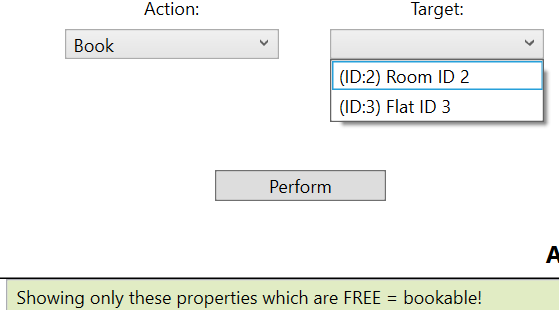 Action:
Target:
Book
(ID:2) Room ID 2
(ID:3) Flat ID 3
Perform
A
Showing only these properties which are FREE = bookable!